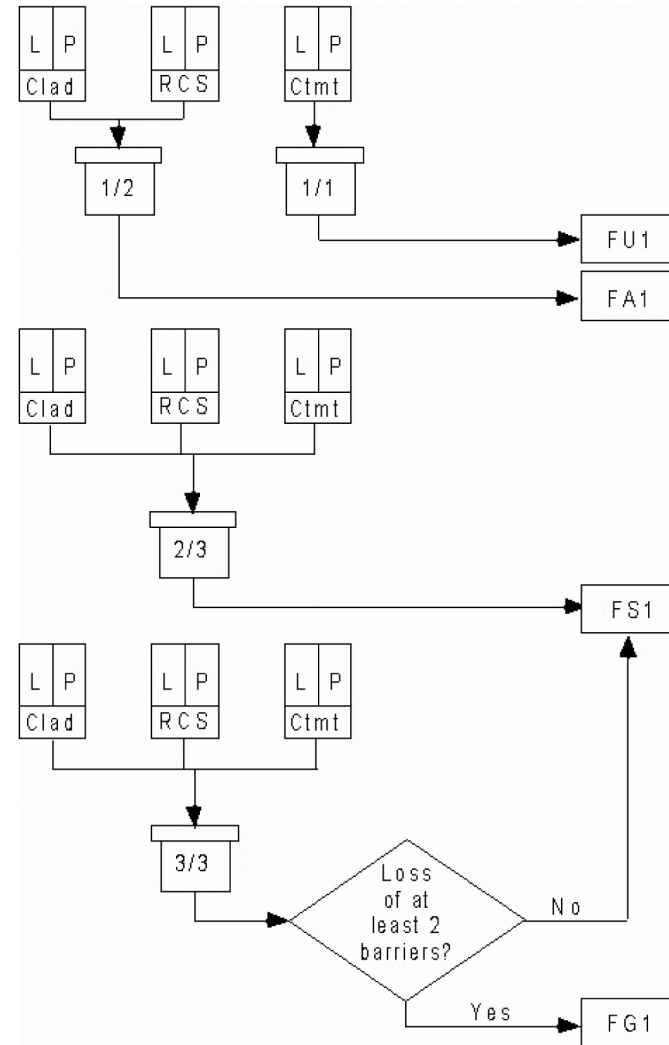 L P L P L P
Clad RCS Ctmt
1/2 1/1
FU1
FA1
L P L P L P
Clad RCS Ctmt
2/3
FS1
L P L P L P
Clad RCS Ctmt
3/3
Loss
of at
least 2
barriers?
No
Yes
FG1